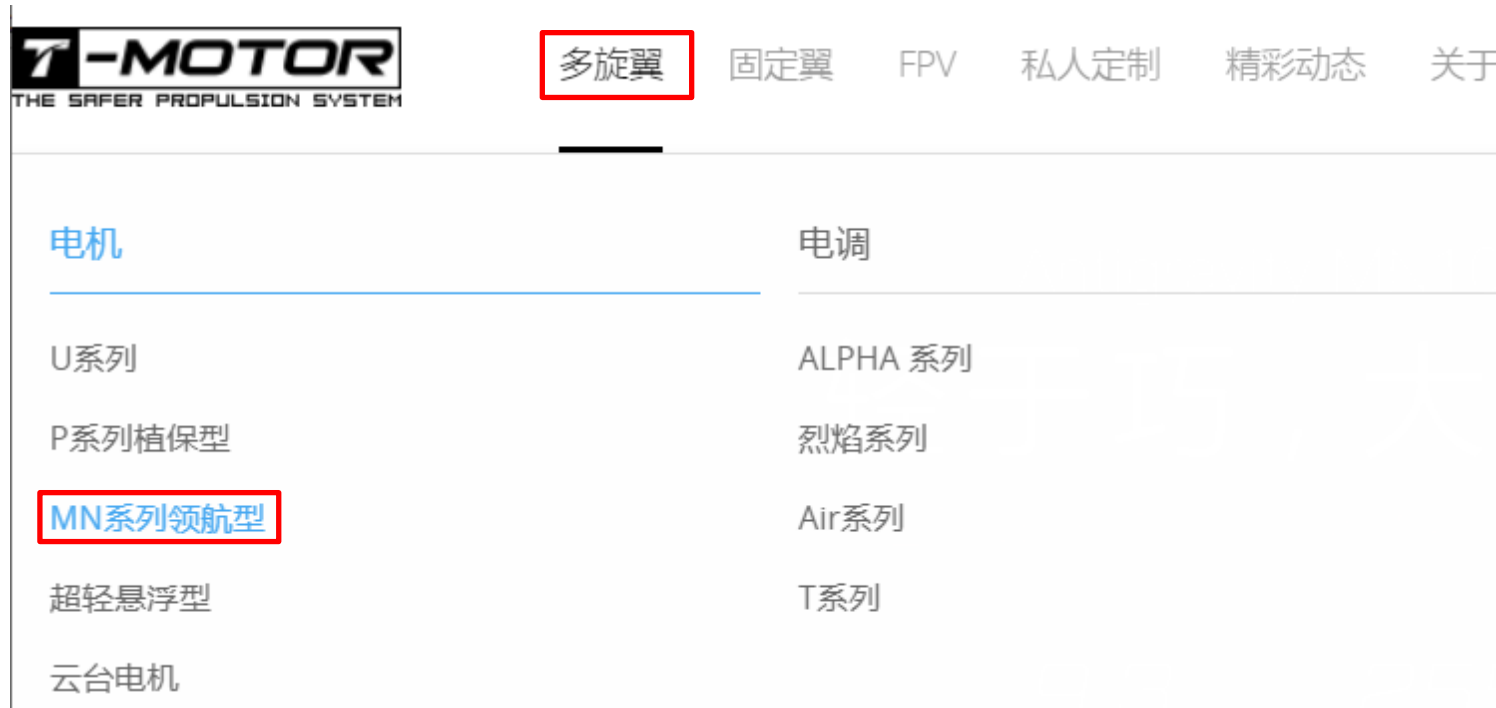 T-MOTOR
THE SAFER PROPULSION SYSTEM
多旋翼 固定翼 FPV 私人定制 精彩动态 关于
电机 电调
U系列 ALPHA 系列
P系列植保型 烈焰系列
MN系列领航型 Air系列
超轻悬浮型 T系列
云台电机